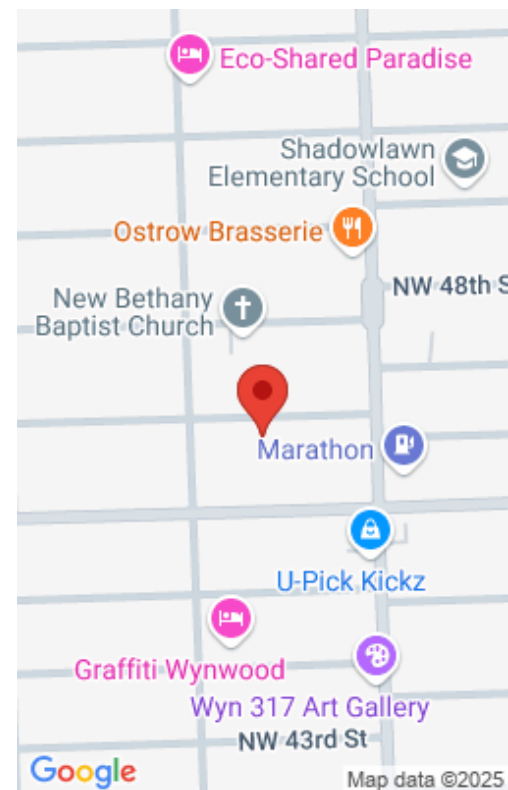 Eco-Shared Paradise
Shadowlawn
Elementary School
Ostrow Brasserie
NW 48th S
New Bethany
Baptist Church
Marathon
U-Pick Kickz
Graffiti Wynwood
Wyn 317 Art Gallery
NW 43rd St
Google
Map data ©2025